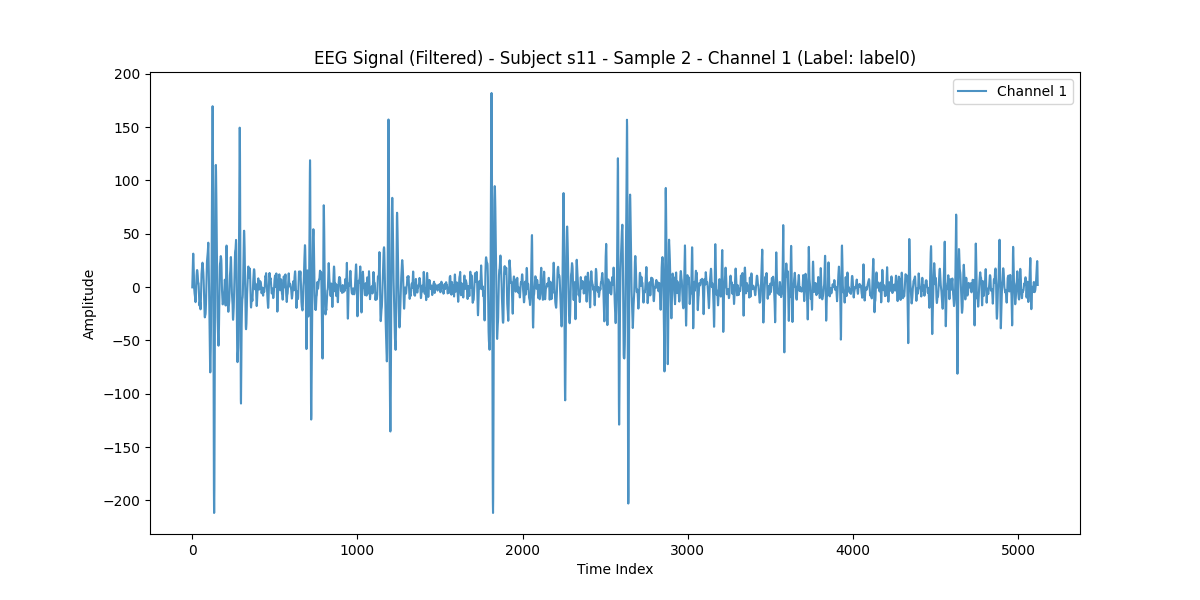 EEG Signal (Filtered) - Subject s11 - Sample 2 - Channel 1 (Label: label0)
Channel 1
200
150
100
50
0
−50
−100
−150
−200
Amplitude
0 1000 2000 3000 4000 5000
Time Index